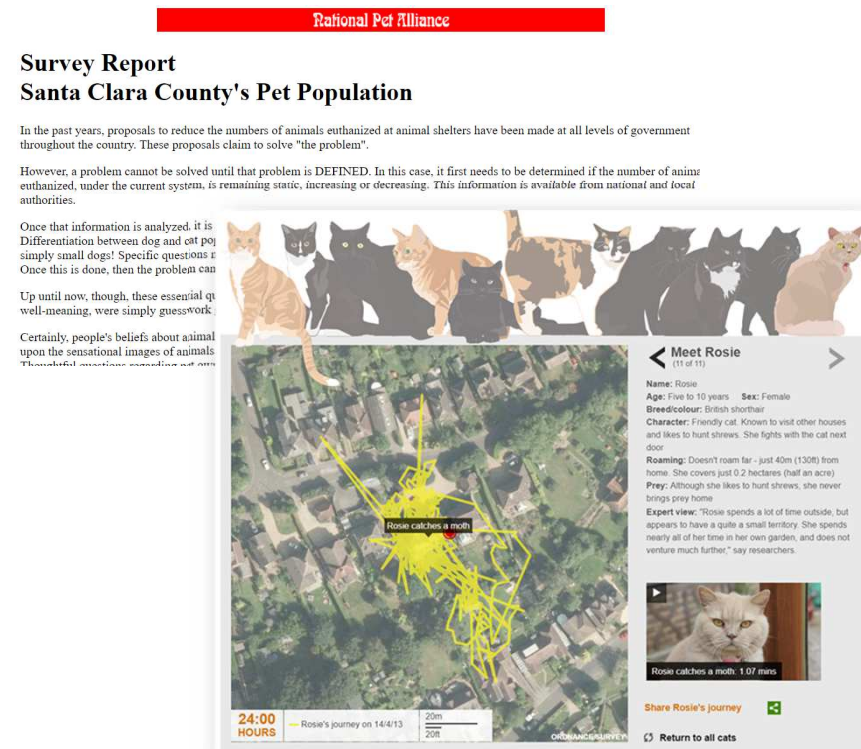 National Pet Alliance
Survey Report
Santa Clara County's Pet Population
In the past years, proposals to reduce the numbers of animals euthanized at animal shelters have been made at all levels of government
throughout the country. These proposals claim to solve "the problem".
However, a problem cannot be solved until that problem is DEFINED. In this case, it first needs to be determined if the number of anima
euthanized, under the current system, is remaining static, increasing or decreasing. This information is available from national and local
authorities.
Once that information is analyzed, it is
Differentiation between dog and cat pop
simply small dogs! Specific questions
Once this is done, then the problem can
Up until now, though, these essential qu
well-meaning, were simply guesswork
Certainly, people's beliefs about animal
upon the sensational images of animals
Thoughtful questions regarding pet
Meet Rosie
(11 of 11)
Name: Rosie
Age: Five to 10 years Sex: Female
Breed/colour: British shorthair
Character: Friendly cat. Known to visit other houses
and likes to hunt shrews. She fights with the cat next
door
Roaming: Doesn't roam far - just 40m (130ft) from
home. She covers just 0.2 hectares (half an acre)
Prey: Although she likes to hunt shrews, she never
brings prey home
Expert view: "Rosie spends a lot of time outside, but
appears to have a quite a small territory. She spends
nearly all of her time in her own garden, and does not
venture much further," say researchers.
Rosie catches a moth
Rosie catches a moth: 1.07 mins
Share Rosie's journey
Return to all cats
24:00
HOURS
Rosie's journey on 14/4/13
20m
20ft
ORDNANCE SURVEY